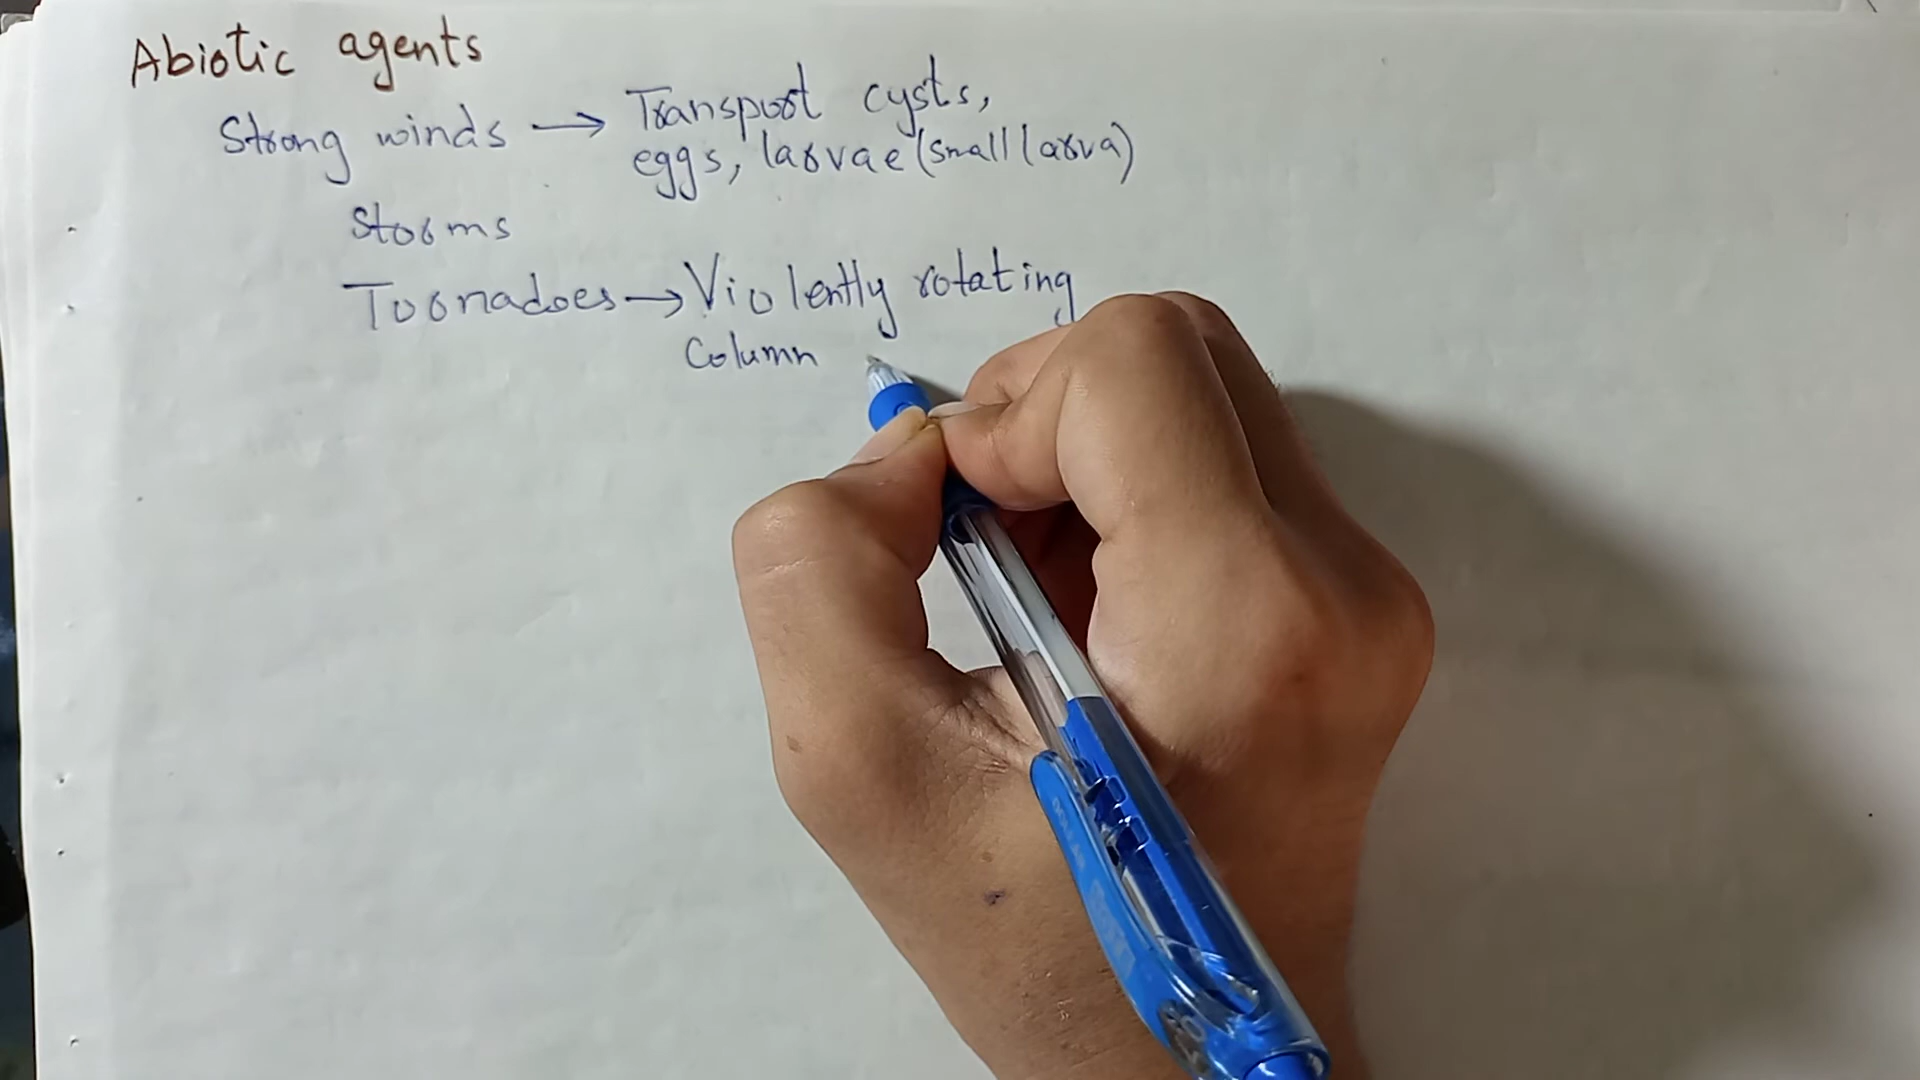 Abiotic agents
Strong winds → Transport cysts,
eggs, larvae (small larva)
Storms
Tornadoes → Violently rotating
Column